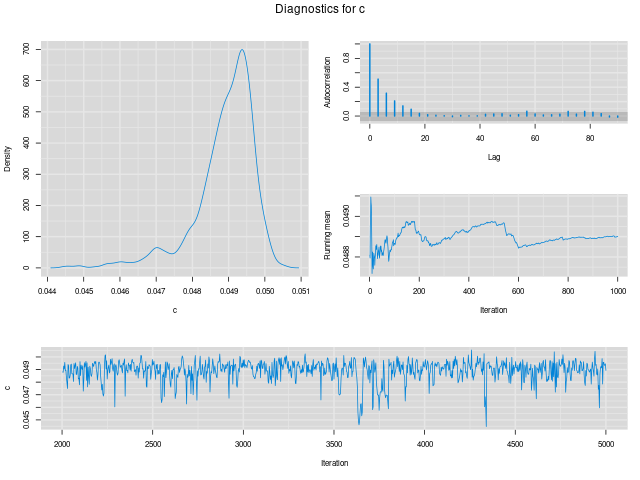 Diagnostics for c
Density
700
600
500
400
300
200
100
0
0.044 0.045 0.046 0.047 0.048 0.049 0.050 0.051
c
Autocorrelation
0.8
0.4
0.0
0 20 40 60 80
Lag
Running mean
0.0490
0.0488
0 200 400 600 800 1000
Iteration
c
0.049
0.047
0.045
2000 2500 3000 3500 4000 4500 5000
Iteration